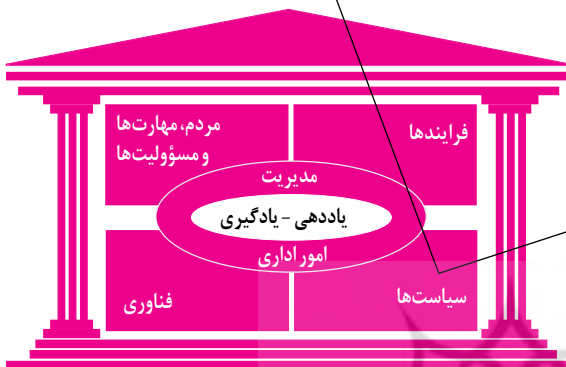 فرایندها
مردم، مهارت‌ها
و مسؤولیت‌ها
مدیریت
یاددهی - یادگیری
امور اداری
سیاست‌ها
فناوری